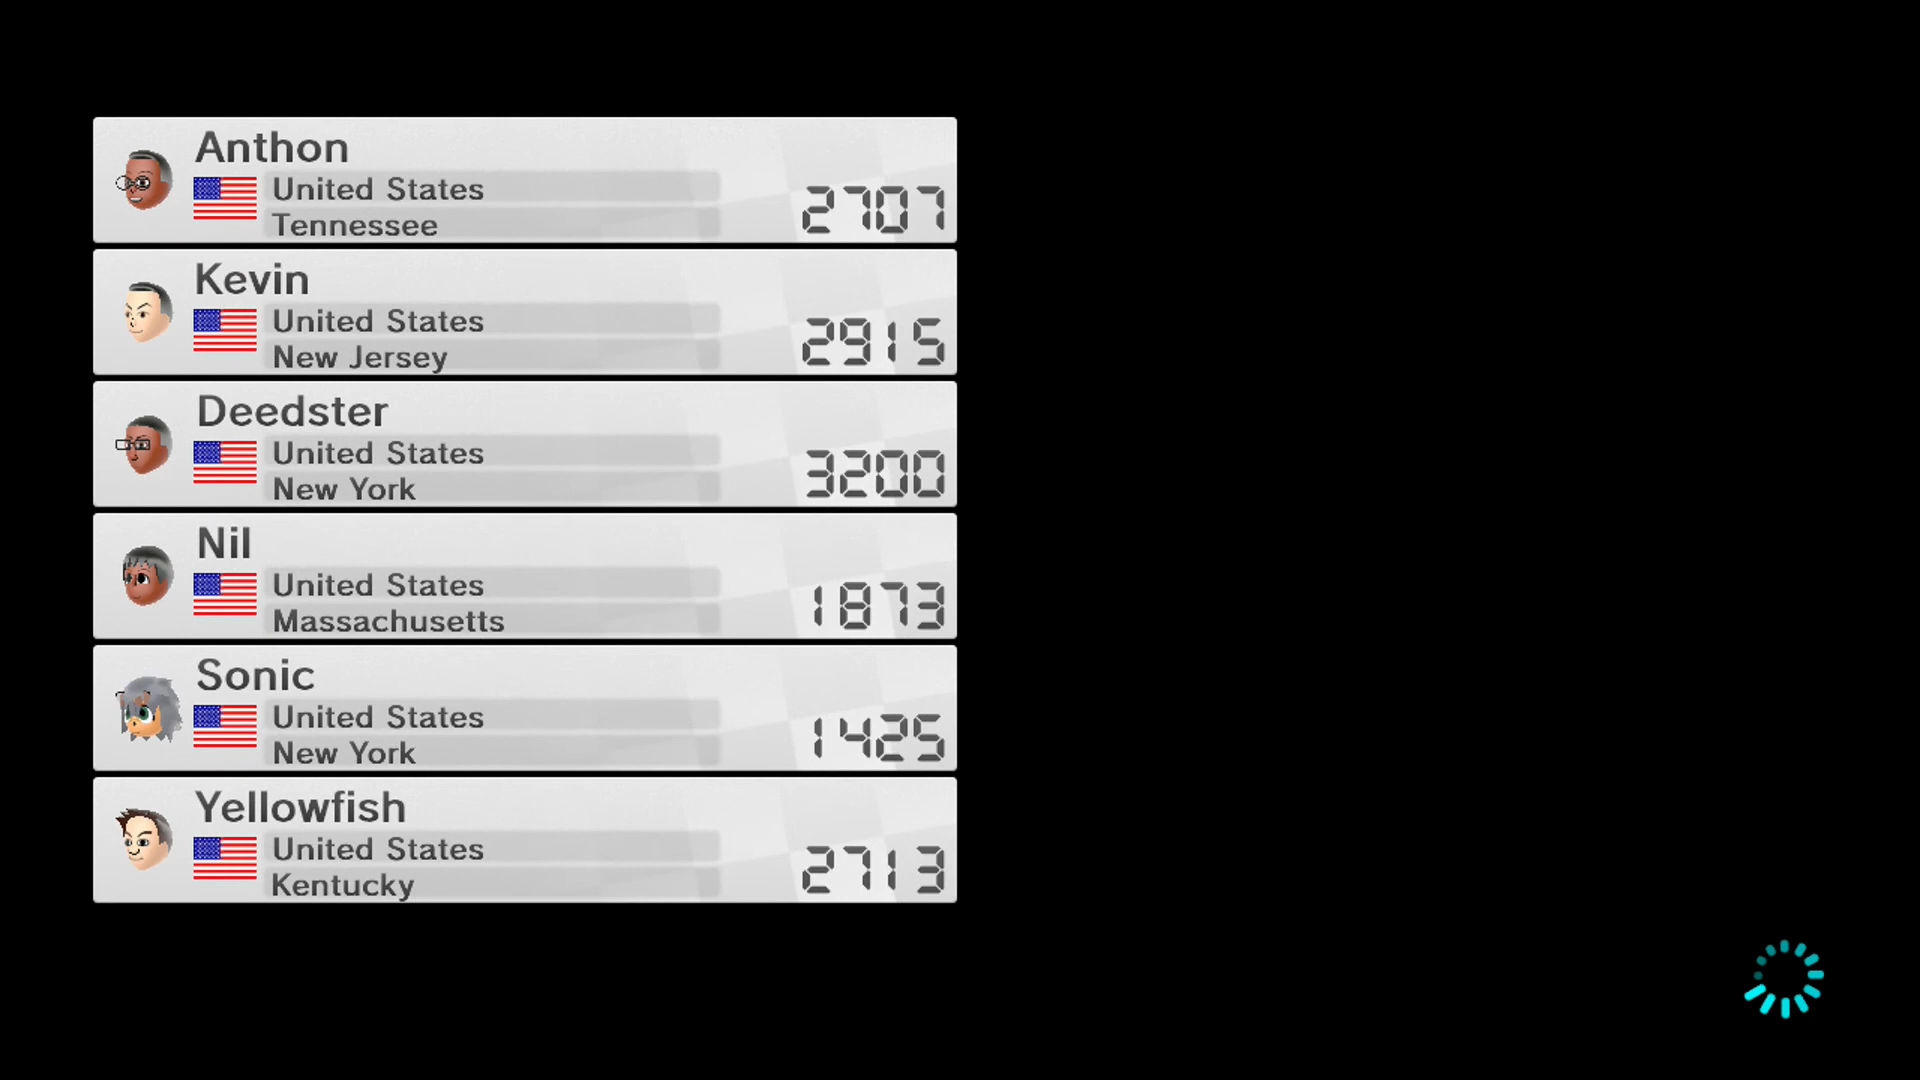 Anthon
United States
Tennessee
2707
Kevin
United States
New Jersey
2915
Deedster
United States
New York
3200
Nil
United States
Massachusetts
1873
Sonic
United States
New York
1425
Yellowfish
United States
Kentucky
2713